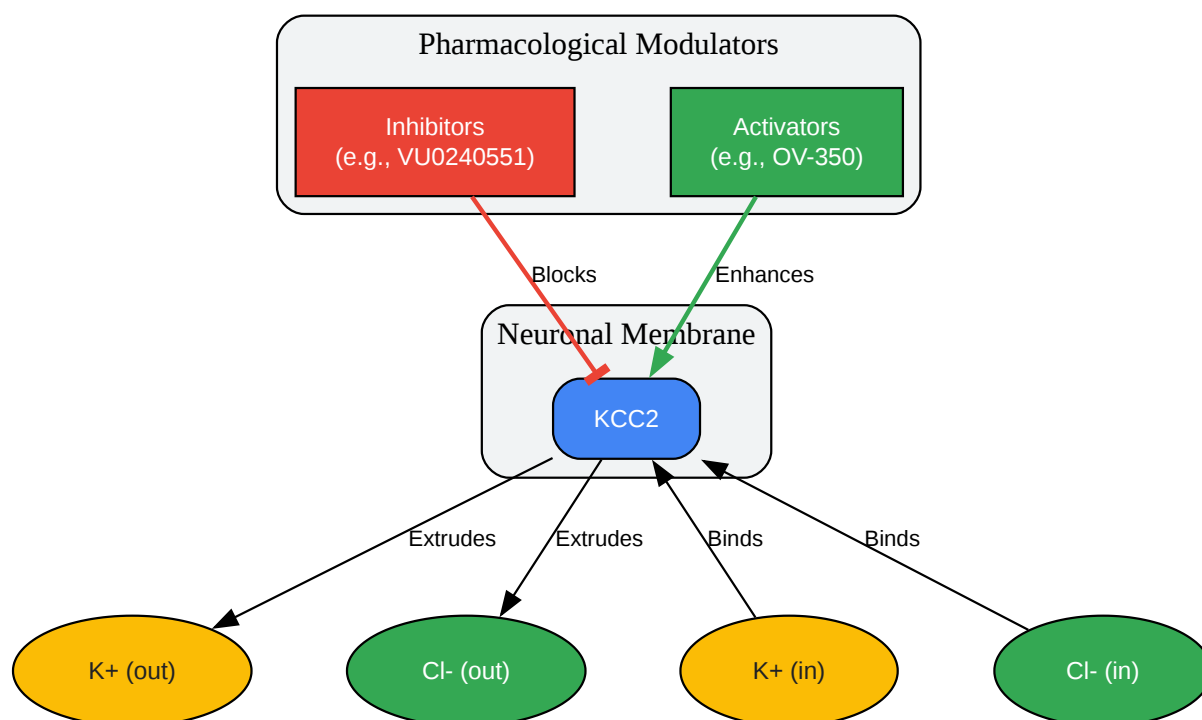 Pharmacological Modulators
Inhibitors
(e.g., VU0240551)
Activators
(e.g., OV-350)
Blocks
Enhances
Neuronal Membrane
KCC2
Extrudes
Extrudes
Binds
Binds
K+ (out)
Cl- (out)
K+ (in)
Cl- (in)